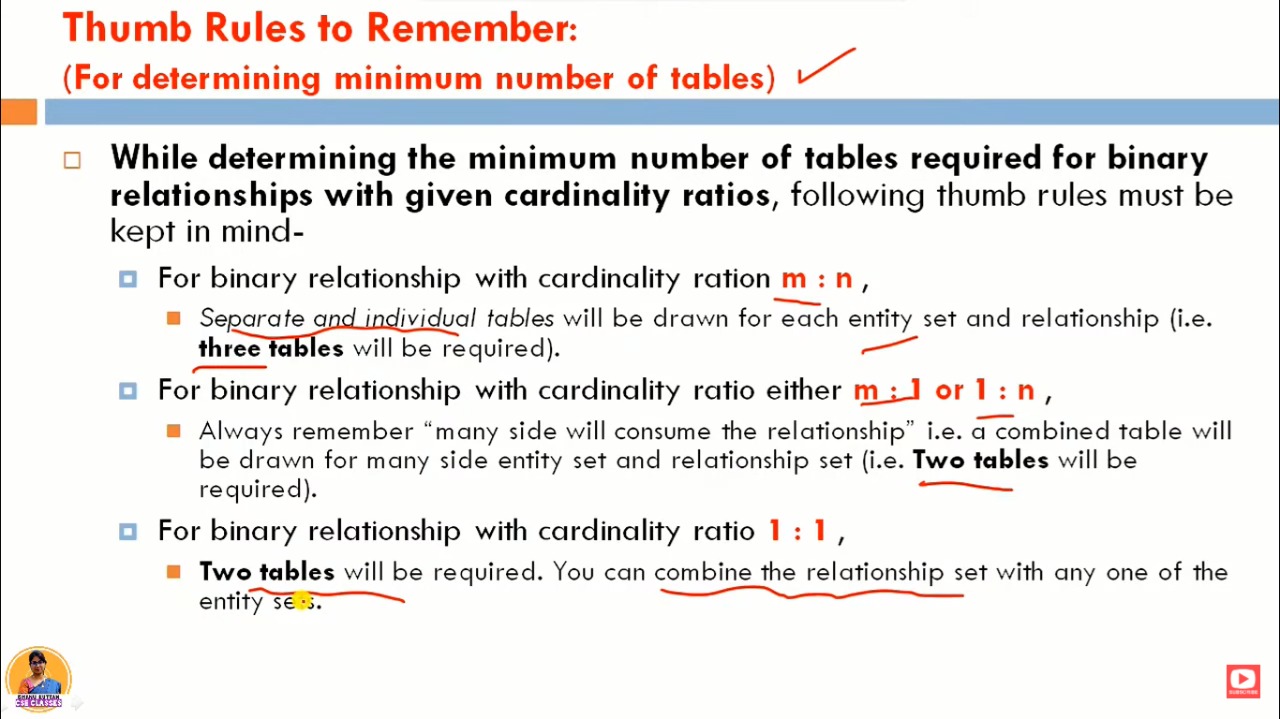 Thumb Rules to Remember:
(For determining minimum number of tables)
While determining the minimum number of tables required for binary
relationships with given cardinality ratios, following thumb rules must be
kept in mind-
For binary relationship with cardinality ration m : n ,
Separate and individual tables will be drawn for each entity set and relationship (i.e.
three tables will be required).
For binary relationship with cardinality ratio either m : 1 or 1 : n ,
Always remember “many side will consume the relationship” i.e. a combined table will
be drawn for many side entity set and relationship set (i.e. Two tables will be
required).
For binary relationship with cardinality ratio 1 : 1 ,
Two tables will be required. You can combine the relationship set with any one of the
entity sets.
CSE CLASSES
SUBSCRIBE